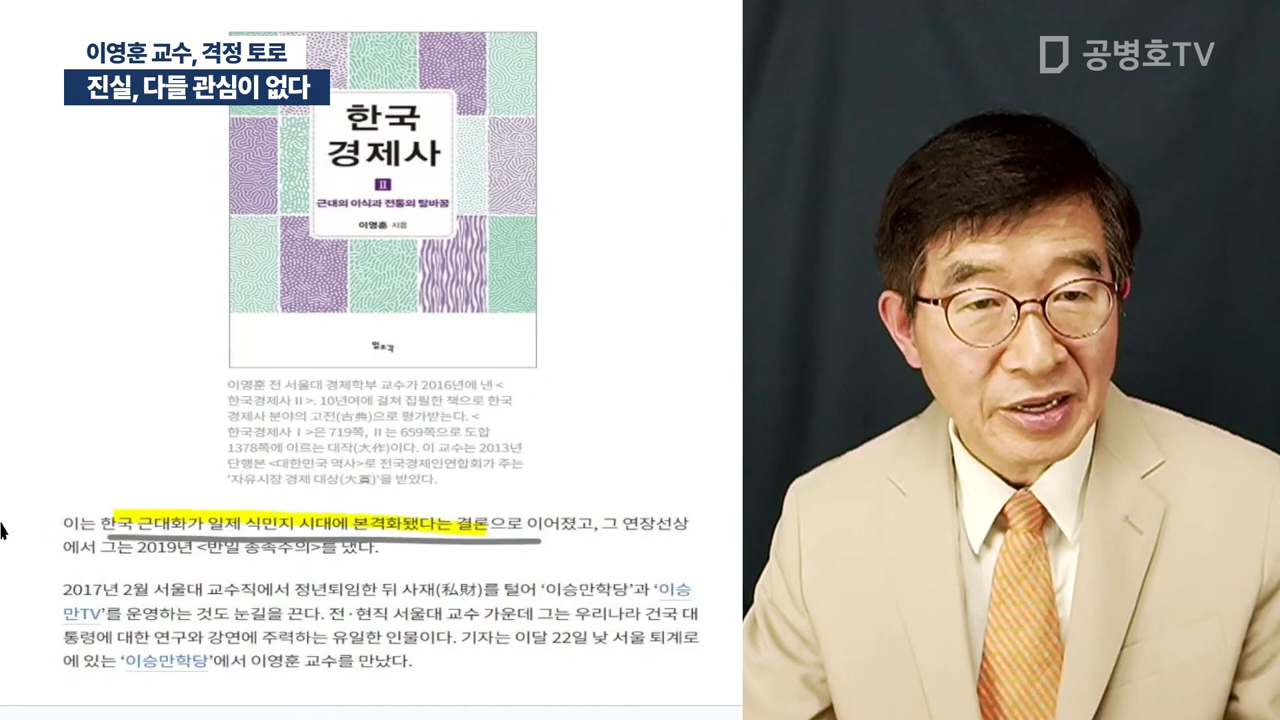 이영훈 교수, 격정 토로
진실, 다들 관심이 없다
공병호TV
한국
경제사
II
근대의 이식과 전통의 탈바꿈
이영훈 지음
일조각
이영훈 전 서울대 경제학부 교수가 2016년에 낸 <
한국경제사Ⅱ>. 10년여에 걸쳐 집필한 책으로 한국
경제사 분야의 고전(古典)으로 평가받는다. <
한국경제사Ⅰ>은 719쪽, Ⅱ는 659쪽으로 도합
1378쪽에 이르는 대작(大作)이다. 이 교수는 2013년
단행본 <대한민국 역사>로 전국경제인연합회가 주는
'자유시장 경제 대상(大賞)'을 받았다.
이는 한국 근대화가 일제 식민지 시대에 본격화됐다는 결론으로 이어졌고, 그 연장선상
에서 그는 2019년 <반일 종족주의>를 냈다.
2017년 2월 서울대 교수직에서 정년퇴임한 뒤 사재(私財)를 털어 ‘이승만학당’과 ‘이승
만TV’를 운영하는 것도 눈길을 끈다. 전·현직 서울대 교수 가운데 그는 우리나라 건국 대
통령에 대한 연구와 강연에 주력하는 유일한 인물이다. 기자는 이달 22일 낮 서울 퇴계로
에 있는 ‘이승만학당’에서 이영훈 교수를 만났다.